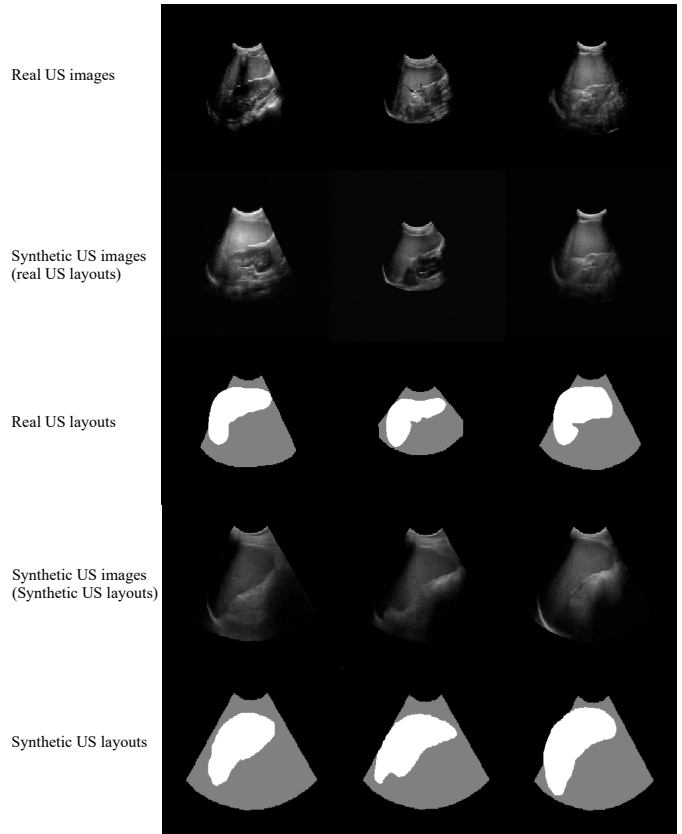 Real US images
Synthetic US images
(real US layouts)
Real US layouts
Synthetic US images
(Synthetic US layouts)
Synthetic US layouts